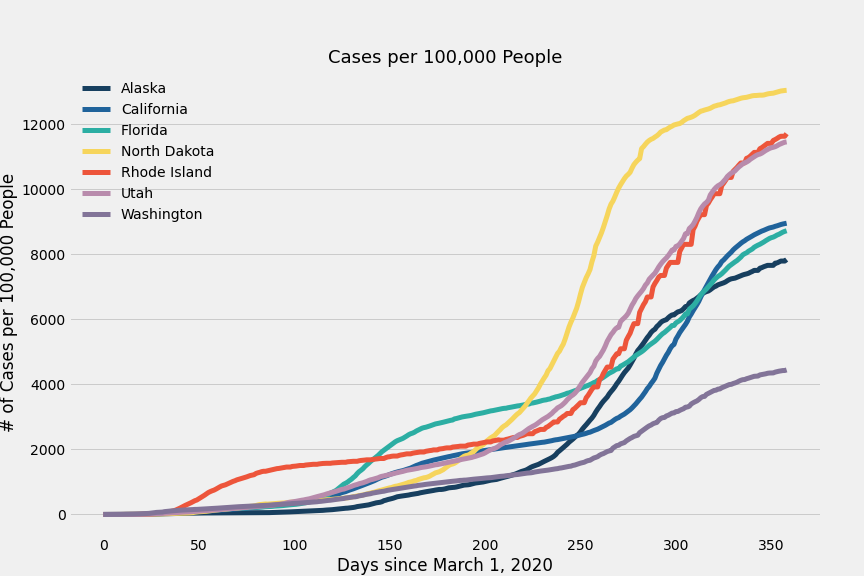 Cases per 100,000 People
Alaska
California
Florida
North Dakota
Rhode Island
Utah
Washington
# of Cases per 100,000 People
12000
10000
8000
6000
4000
2000
0
0 50 100 150 200 250 300 350
Days since March 1, 2020